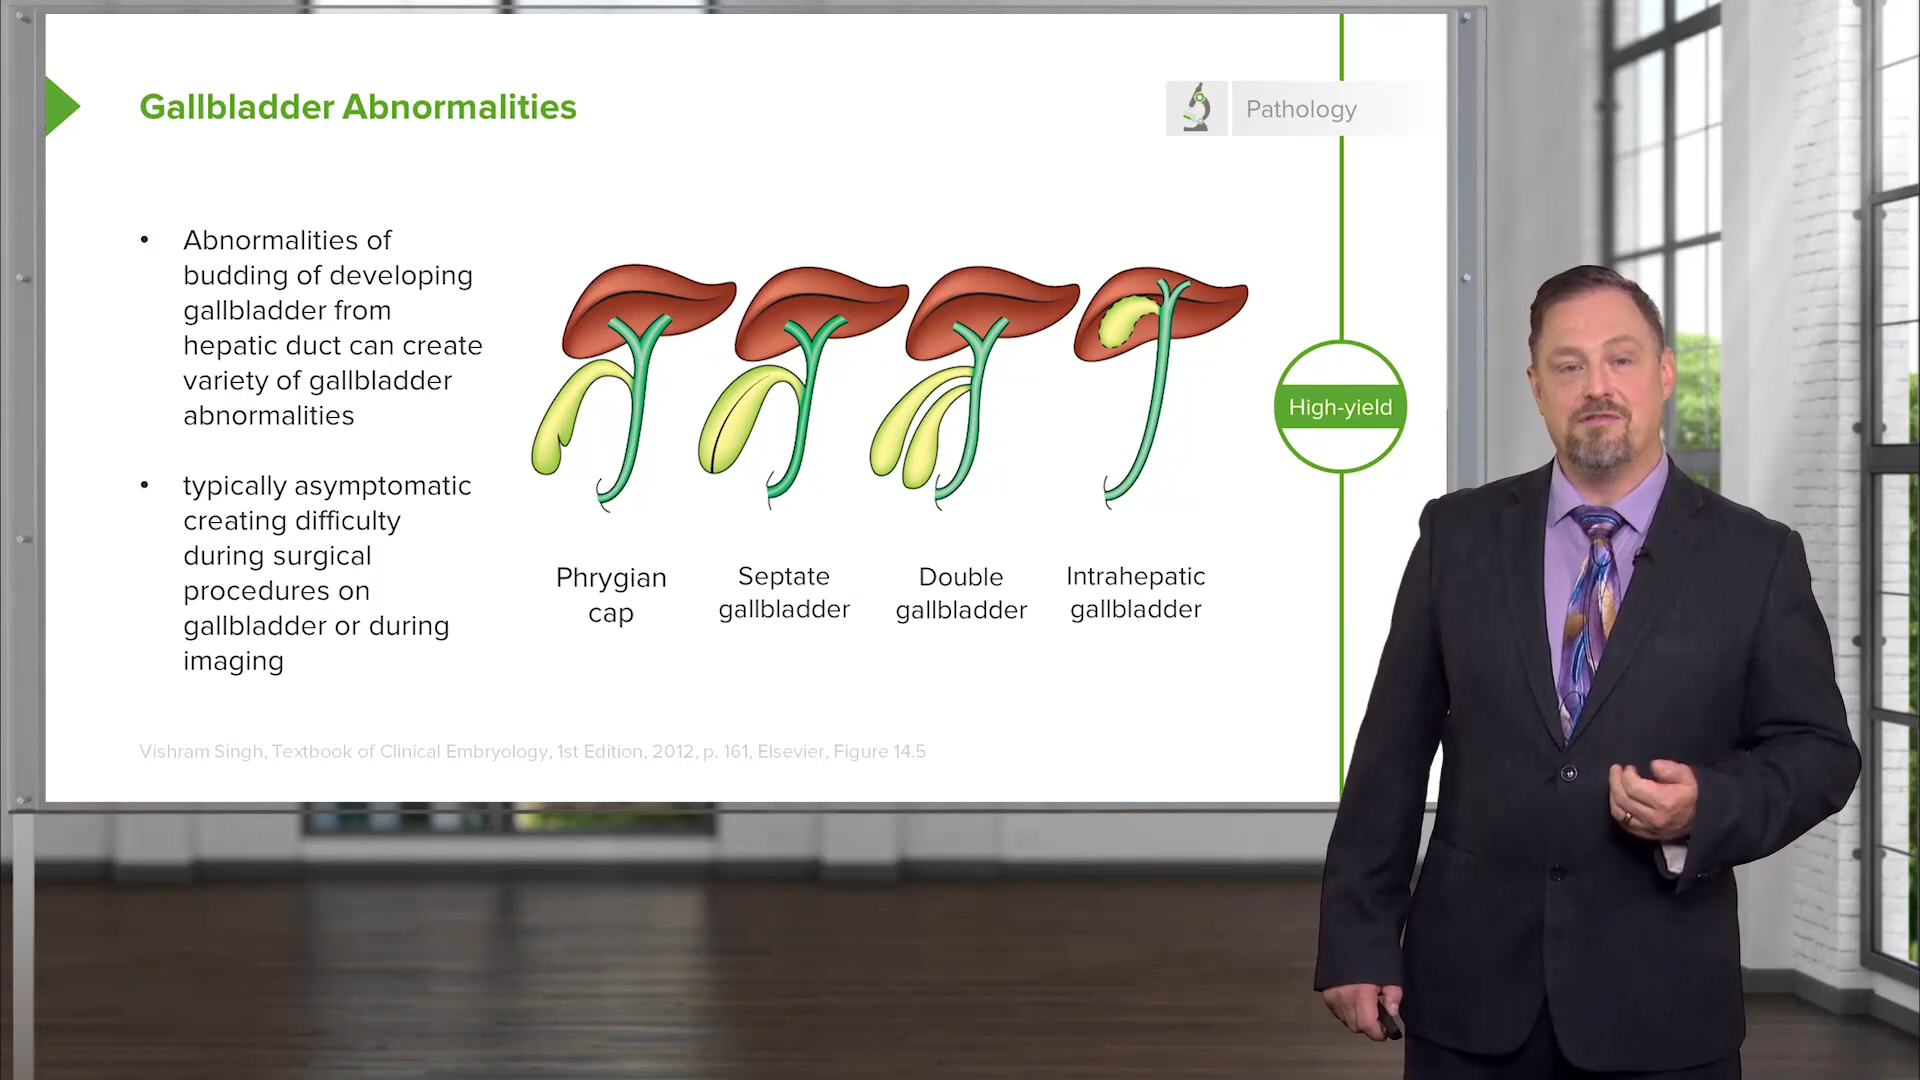 Gallbladder Abnormalities
Pathology
• Abnormalities of
budding of developing
gallbladder from
hepatic duct can create
variety of gallbladder
abnormalities
• typically asymptomatic
creating difficulty
during surgical
procedures on
gallbladder or during
imaging
Phrygian
cap
Septate
gallbladder
Double
gallbladder
Intrahepatic
gallbladder
High-yield
Vishram Singh, Textbook of Clinical Embryology, 1st Edition, 2012, p. 161, Elsevier, Figure 14.5